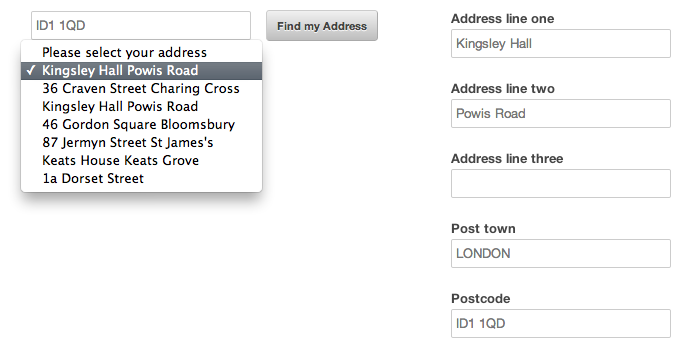 ID1 1QD
Find my Address
Please select your address
✓ Kingsley Hall Powis Road
36 Craven Street Charing Cross
Kingsley Hall Powis Road
46 Gordon Square Bloomsbury
87 Jermyn Street St James's
Keats House Keats Grove
1a Dorset Street
Address line one
Kingsley Hall
Address line two
Powis Road
Address line three
Post town
LONDON
Postcode
ID1 1QD